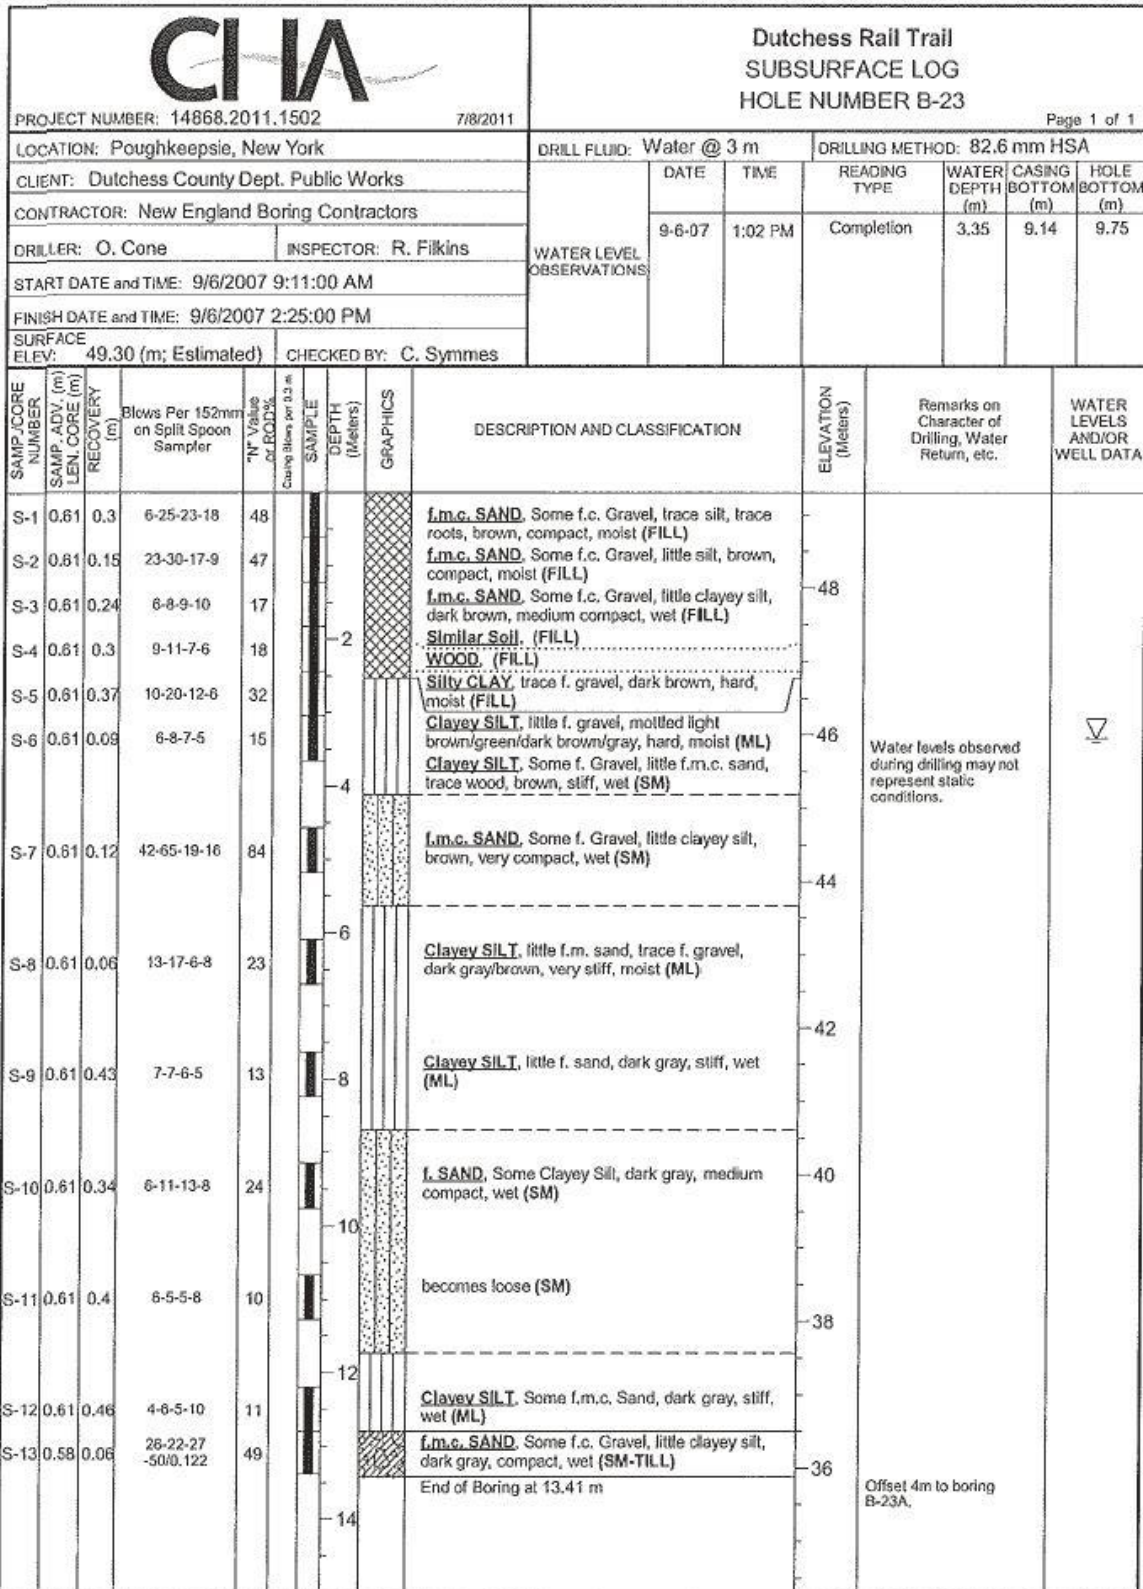 CHA
PROJECT NUMBER: 14868.2011.1502 7/8/2011
Dutchess Rail Trail
SUBSURFACE LOG
HOLE NUMBER B-23
Page 1 of 1
LOCATION: Poughkeepsie, New York
CLIENT: Dutchess County Dept. Public Works
CONTRACTOR: New England Boring Contractors
DRILLER: O. Cone INSPECTOR: R. Filkins
START DATE and TIME: 9/6/2007 9:11:00 AM
FINISH DATE and TIME: 9/6/2007 2:25:00 PM
SURFACE
ELEV: 49.30 (m; Estimated) CHECKED BY: C. Symmes
DRILL FLUID: Water @ 3 m DRILLING METHOD: 82.6 mm HSA
WATER LEVEL
OBSERVATIONS
DATE TIME READING TYPE WATER DEPTH (m) CASING BOTTOM (m) HOLE BOTTOM (m)
9-6-07 1:02 PM Completion 3.35 9.14 9.75
SAMP./CORE NUMBER
SAMP. ADV. (m) LEN. CORE (m)
RECOVERY (m)
Blows Per 152mm
on Split Spoon
Sampler
"N" Value or RQD%
Casing Blows per 0.3 m
SAMPLE
DEPTH (Meters)
GRAPHICS
DESCRIPTION AND CLASSIFICATION
ELEVATION (Meters)
Remarks on
Character of
Drilling, Water
Return, etc.
WATER
LEVELS
AND/OR
WELL DATA
S-1 0.61 0.3 6-25-23-18 48
f.m.c. SAND, Some f.c. Gravel, trace silt, trace
roots, brown, compact, moist (FILL)
S-2 0.61 0.15 23-30-17-9 47
f.m.c. SAND, Some f.c. Gravel, little silt, brown,
compact, moist (FILL)
48
S-3 0.61 0.24 6-8-9-10 17
f.m.c. SAND, Some f.c. Gravel, little clayey silt,
dark brown, medium compact, wet (FILL)
2
Similar Soil, (FILL)
S-4 0.61 0.3 9-11-7-6 18
WOOD, (FILL)
S-5 0.61 0.37 10-20-12-6 32
Silty CLAY, trace f. gravel, dark brown, hard,
moist (FILL)
S-6 0.61 0.09 6-8-7-5 15
Clayey SILT, little f. gravel, mottled light
brown/green/dark brown/gray, hard, moist (ML)
46
Clayey SILT, Some f. Gravel, little f.m.c. sand,
trace wood, brown, stiff, wet (SM)
4
Water levels observed
during drilling may not
represent static
conditions.
S-7 0.61 0.12 42-65-19-16 84
f.m.c. SAND, Some f. Gravel, little clayey silt,
brown, very compact, wet (SM)
44
6
S-8 0.61 0.06 13-17-6-8 23
Clayey SILT, little f.m. sand, trace f. gravel,
dark gray/brown, very stiff, moist (ML)
42
S-9 0.61 0.43 7-7-6-5 13
8
Clayey SILT, little f. sand, dark gray, stiff, wet
(ML)
S-10 0.61 0.34 6-11-13-8 24
f. SAND, Some Clayey Silt, dark gray, medium
compact, wet (SM)
40
10
S-11 0.61 0.4 6-5-5-8 10
becomes loose (SM)
38
12
S-12 0.61 0.46 4-6-5-10 11
Clayey SILT, Some f.m.c. Sand, dark gray, stiff,
wet (ML)
S-13 0.58 0.06 26-22-27
-50/0.122 49
f.m.c. SAND, Some f.c. Gravel, little clayey silt,
dark gray, compact, wet (SM-TILL)
36
End of Boring at 13.41 m
Offset 4m to boring
B-23A.
14